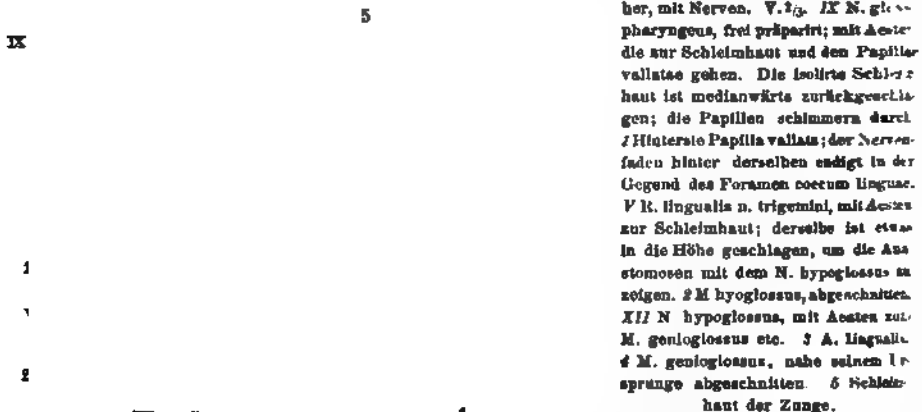 5
IX
1
2
her, mit Nerven. V. 2/3. IX N. glosso-
pharyngeus, frei präparirt; mit Aesten
die zur Schleimhaut und den Papillae
vallatae gehen. Die isolirte Schleim-
haut ist medianwärts zurückgeschla-
gen; die Papillen schimmern durch
1 Hinterste Papilla vallata; der Nerven-
faden hinter derselben endigt in der
Gegend des Foramen coecum linguae.
V R. lingualis n. trigemini, mit Aesten
zur Schleimhaut; derselbe ist etwas
in die Höhe geschlagen, um die Ana
stomosen mit dem N. hypoglossus zu
zeigen. 2 M hyoglossus, abgeschnitten.
XII N hypoglossus, mit Aesten zum
M. genioglossus etc. 3 A. lingualis.
4 M. genioglossus, nahe seinem Ur-
sprunge abgeschnitten. 5 Schleim-
haut der Zunge.